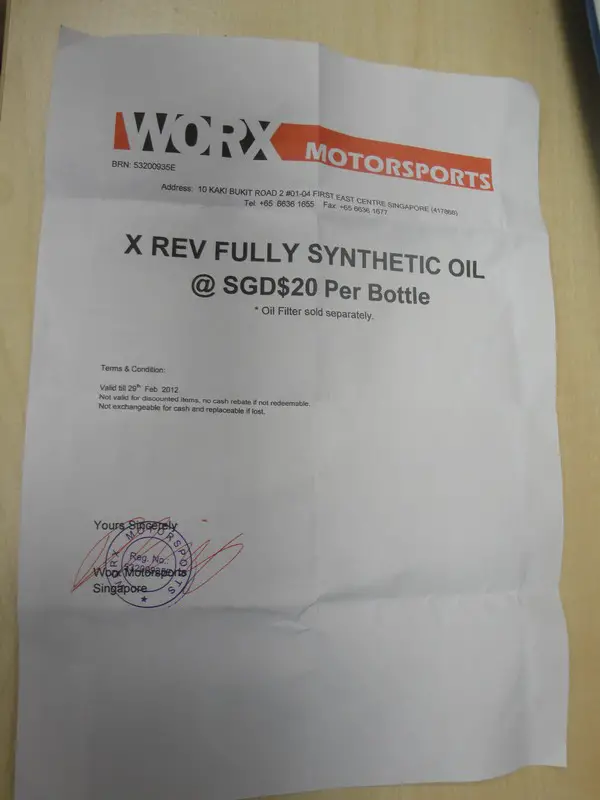 WORX MOTORSPORTS
BRN: 53200935E
Address: 10 KAKI BUKIT ROAD 2 #01-04 FIRST EAST CENTRE SINGAPORE (417868)
Tel: +65 6636 1655 Fax: +65 6636 1677
X REV FULLY SYNTHETIC OIL
@ SGD$20 Per Bottle
* Oil Filter sold separately.
Terms & Condition:
Valid till 29th Feb 2012
Not valid for discounted items, no cash rebate if not redeemable.
Not exchangeable for cash and replaceable if lost.
Yours Sincerely
Worx Motorsports
Singapore
WORX MOTORSPORTS
Reg. No.: